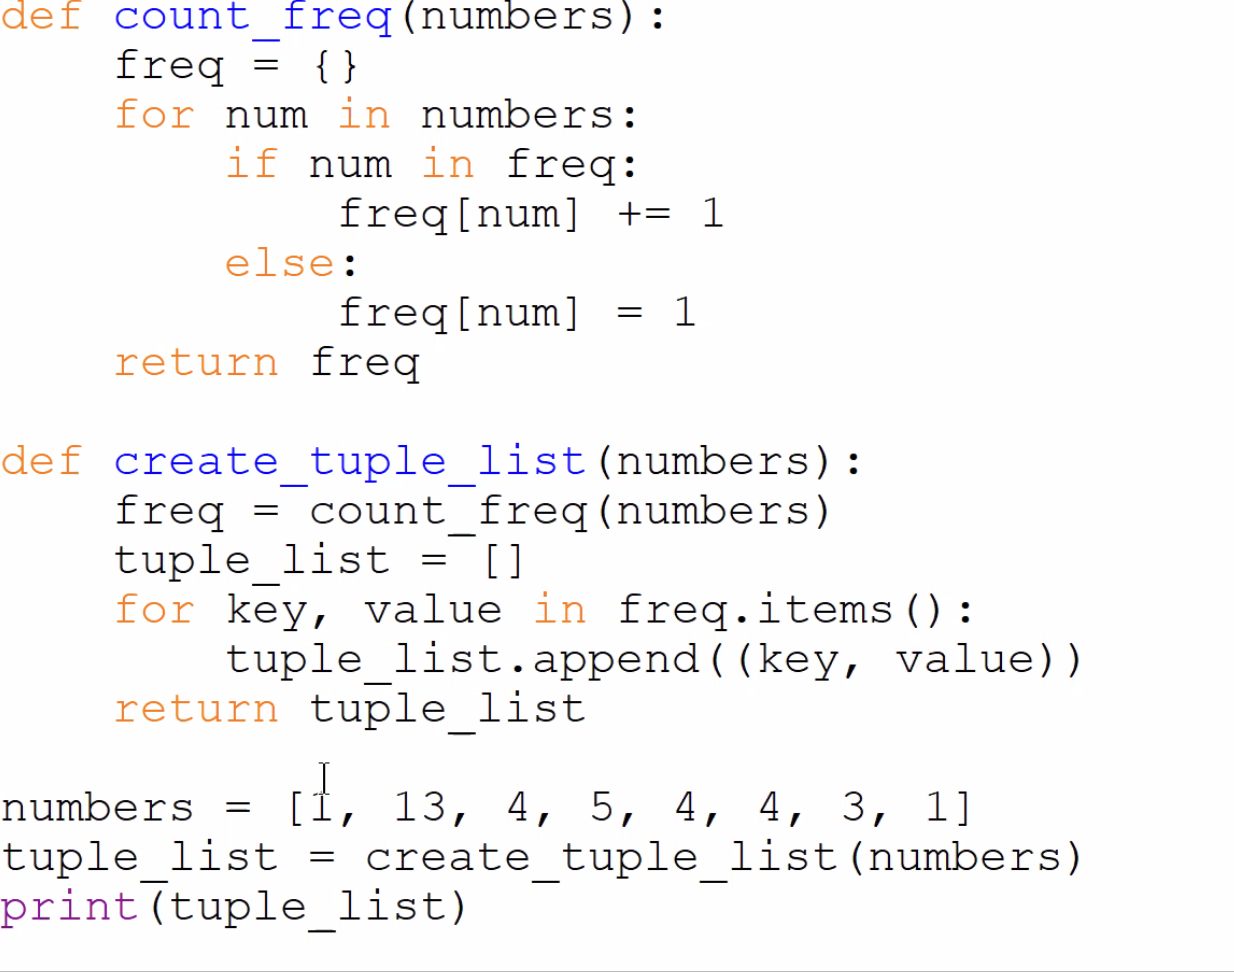 def count_freq(numbers):
    freq = {}
    for num in numbers:
        if num in freq:
            freq[num] += 1
        else:
            freq[num] = 1
    return freq

def create_tuple_list(numbers):
    freq = count_freq(numbers)
    tuple_list = []
    for key, value in freq.items():
        tuple_list.append((key, value))
    return tuple_list

numbers = [1, 13, 4, 5, 4, 4, 3, 1]
tuple_list = create_tuple_list(numbers)
print(tuple_list)